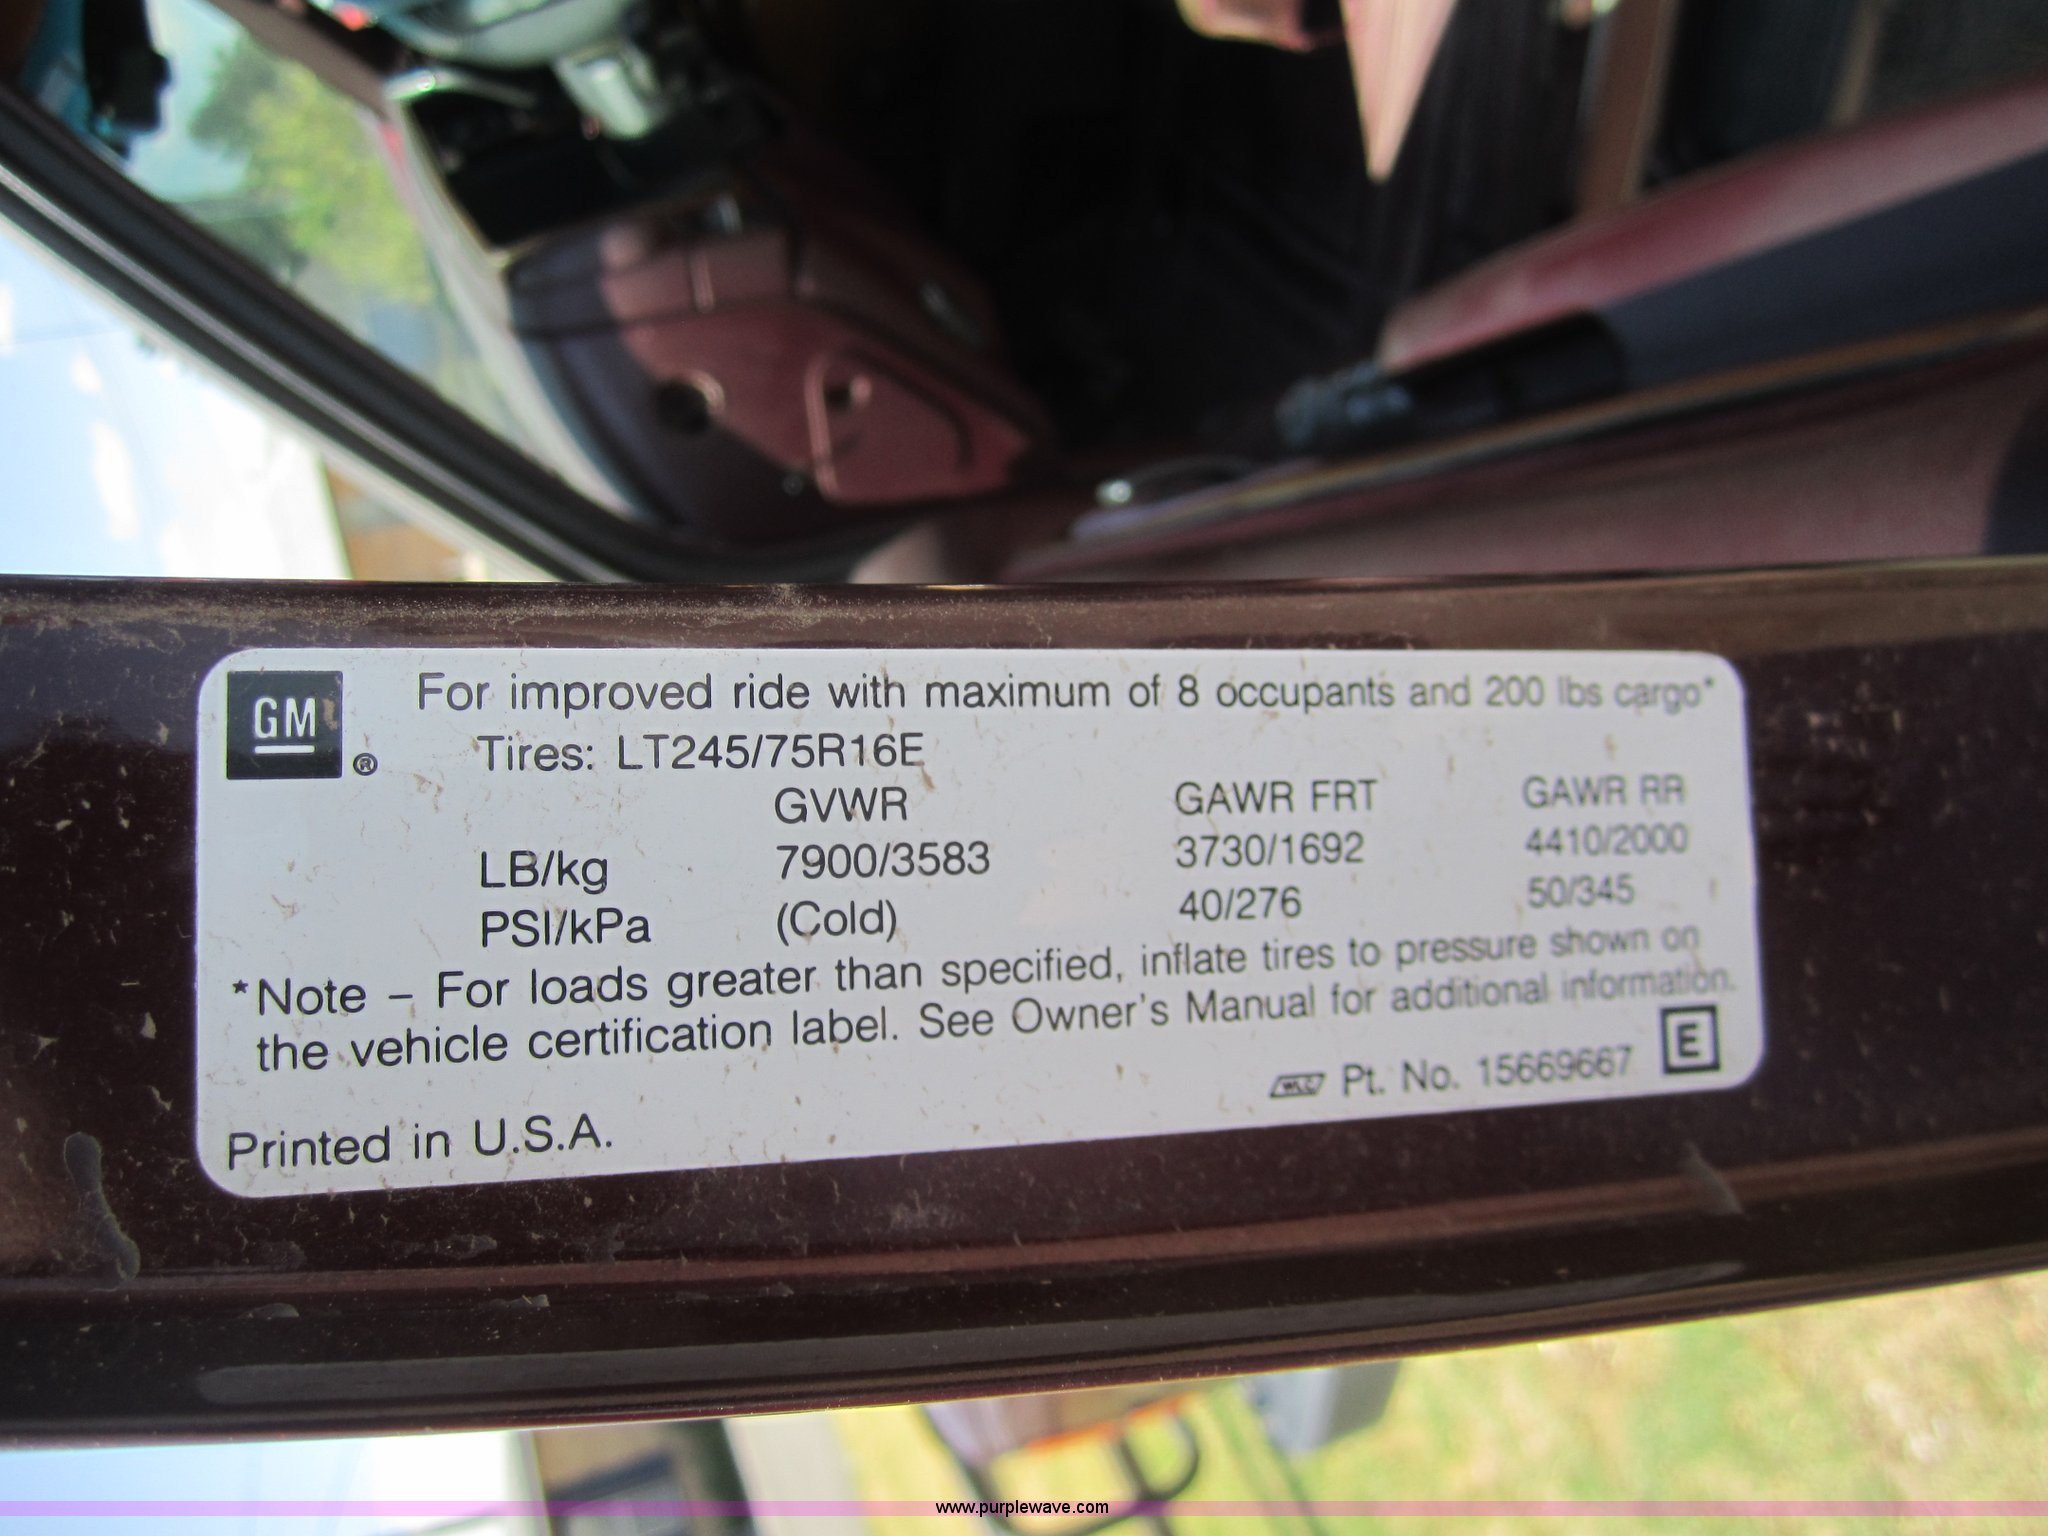 GM
®
For improved ride with maximum of 8 occupants and 200 lbs cargo*
Tires: LT245/75R16E
GVWR GAWR FRT GAWR RR
LB/kg 7900/3583 3730/1692 4410/2000
PSI/kPa (Cold) 40/276 50/345
*Note – For loads greater than specified, inflate tires to pressure shown on
the vehicle certification label. See Owner's Manual for additional information.
WLC Pt. No. 15669667 E
Printed in U.S.A.
www.purplewave.com